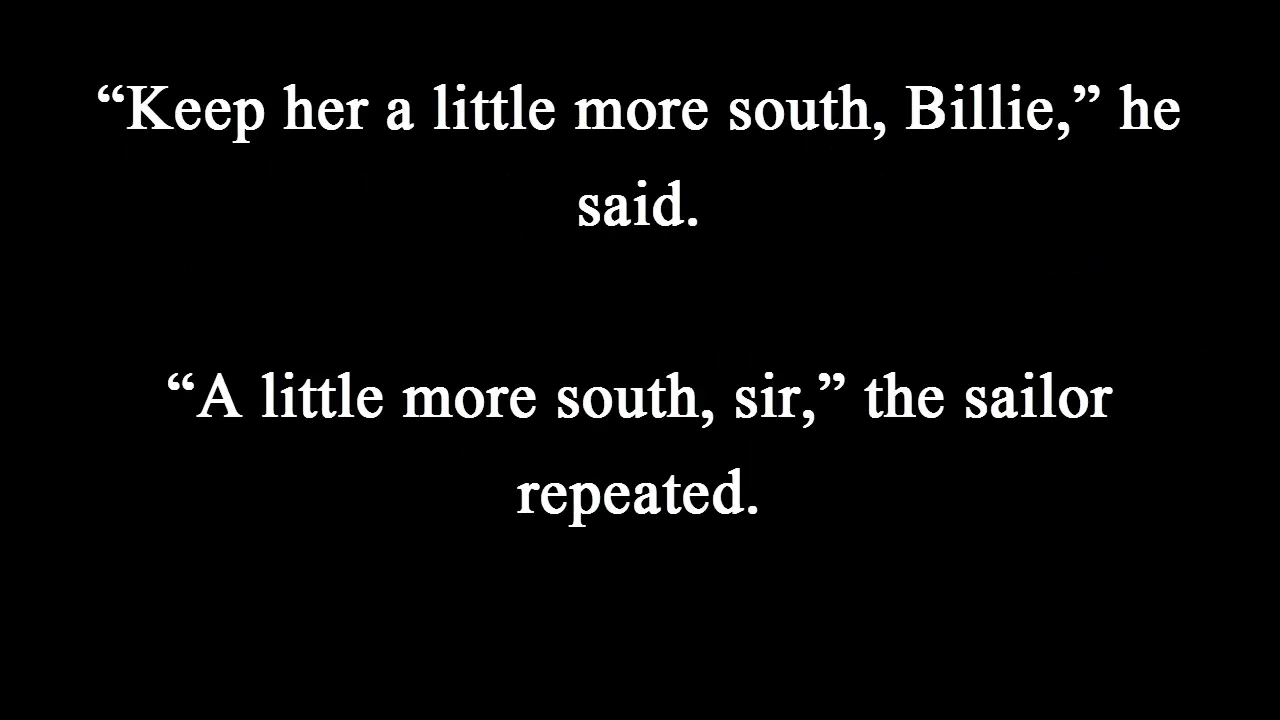 “Keep her a little more south, Billie,” he
said.
“A little more south, sir,” the sailor
repeated.